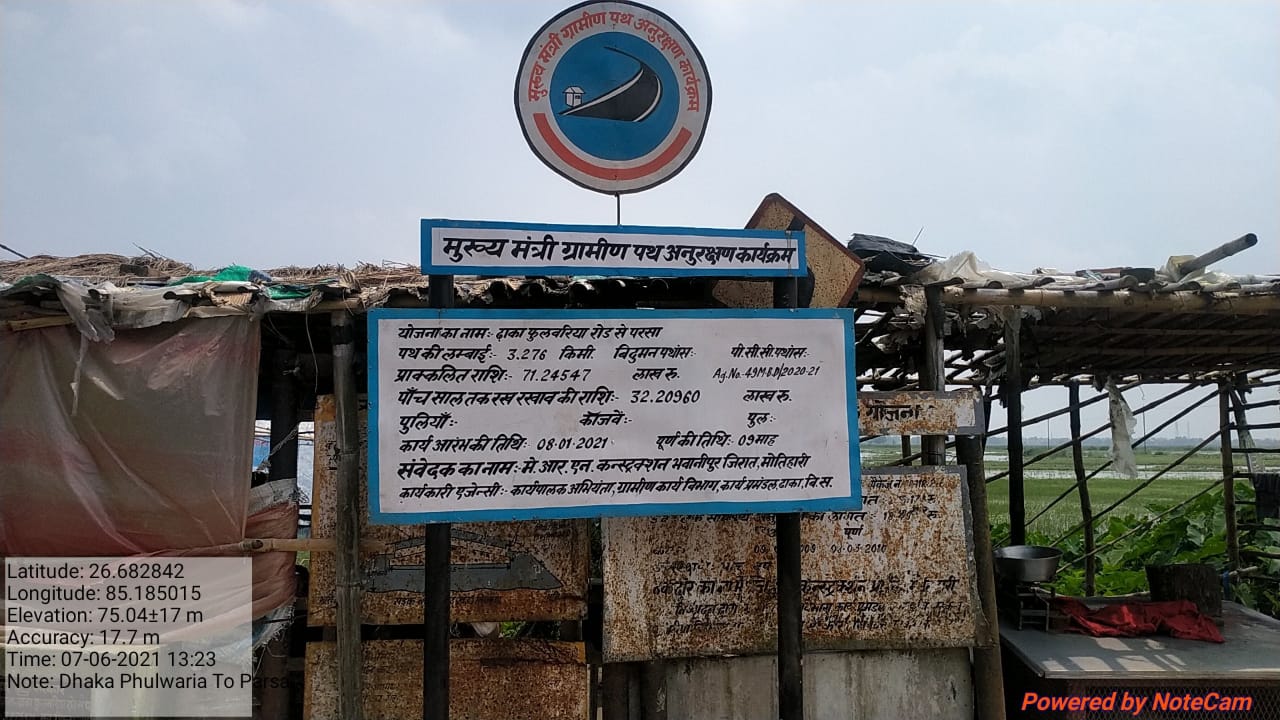 मुख्य मंत्री ग्रामीण पथ अनुरक्षण कार्यक्रम
मुख्य मंत्री ग्रामीण पथ अनुरक्षण कार्यक्रम
योजना का नामः- ढाका फुलवरिया रोड से परसा
पथ की लम्बाईः- 3.276 किमी. विटुमन पथांसः- पी.सी.सी पथांसः-
प्राक्कलित राशिः- 71.24547 लाख रु. Ag.No-49MBD/2020-21
पाँच साल तक रख रखाव की राशिः- 32.20960 लाख रु.
पुलियाँः- कॉजवेंः- पुलः-
कार्य आरंभ की तिथिः 08.01.2021 पूर्ण की तिथिः 09 माह
संवेदक का नामः मे. आर. एन. कन्स्ट्रक्शन भवानीपुर जिरात, मोतिहारी
कार्यकारी एजेन्सीः- कार्यपालक अभियंता, ग्रामीण कार्य विभाग, कार्य प्रमंडल, ढाका, वि.स.
योजना
पूर्ण
Latitude: 26.682842
Longitude: 85.185015
Elevation: 75.04±17 m
Accuracy: 17.7 m
Time: 07-06-2021 13:23
Note: Dhaka Phulwaria To Parsa
Powered by NoteCam